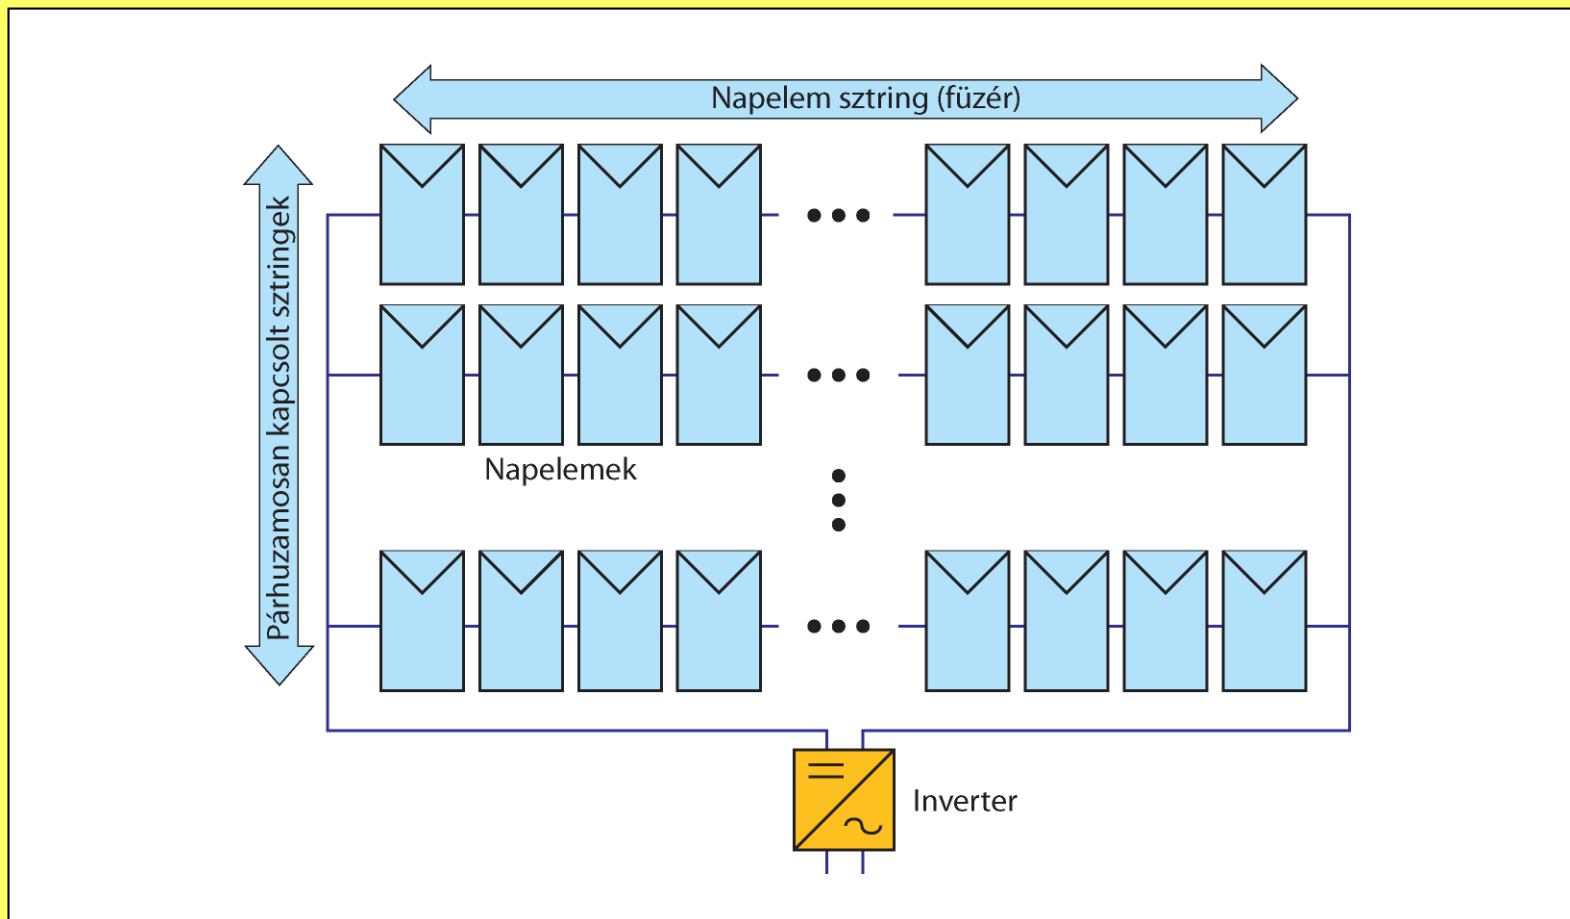 Napelem sztring (füzér)
Párhuzamosan kapcsolt sztringek
Napelemek
Inverter